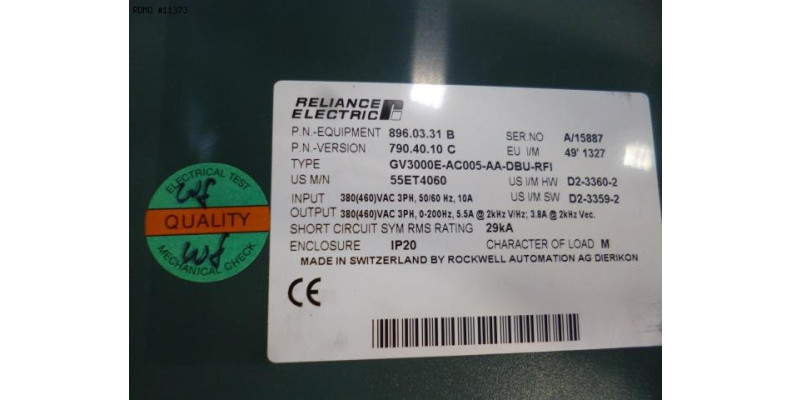 RDMO #11373
RELIANCE
ELECTRIC
P.N.-EQUIPMENT 896.03.31 B SER.NO A/15887
P.N.-VERSION 790.40.10 C EU I/M 49' 1327
TYPE GV3000E-AC005-AA-DBU-RFI
US M/N 55ET4060 US I/M HW D2-3360-2
INPUT 380(460)VAC 3PH, 50/60 Hz, 10A US I/M SW D2-3359-2
OUTPUT 380(460)VAC 3PH, 0-200Hz, 5.5A @ 2kHz V/Hz; 3.8A @ 2kHz Vec.
SHORT CIRCUIT SYM RMS RATING 29kA
ENCLOSURE IP20 CHARACTER OF LOAD M
MADE IN SWITZERLAND BY ROCKWELL AUTOMATION AG DIERIKON
CE
ELECTRICAL TEST
QUALITY
MECHANICAL CHECK